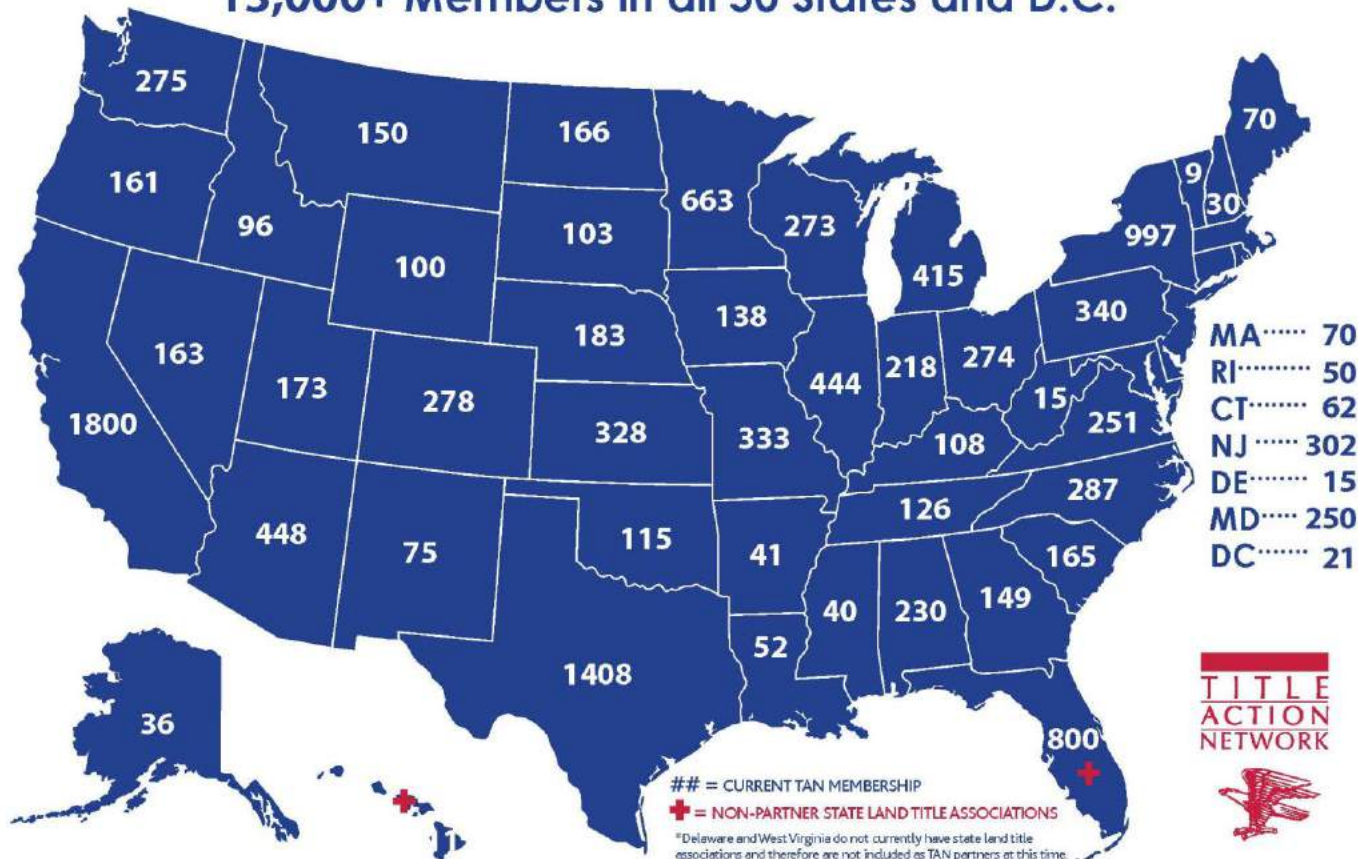 13,000+ Members in all 50 States and D.C.
275
150
166
70
161
96
663
9
30
103
273
997
100
415
183
138
340
163
173
278
444
218
274
15
251
1800
328
333
108
287
448
75
115
41
126
165
40
230
149
52
1408
800
36
MA...... 70
RI.......... 50
CT........ 62
NJ ...... 302
DE........ 15
MD..... 250
DC....... 21
TITLE
ACTION
NETWORK
## = CURRENT TAN MEMBERSHIP
= NON-PARTNER STATE LAND TITLE ASSOCIATIONS
*Delaware and West Virginia do not currently have state land title
associations and therefore are not included as TAN partners at this time.